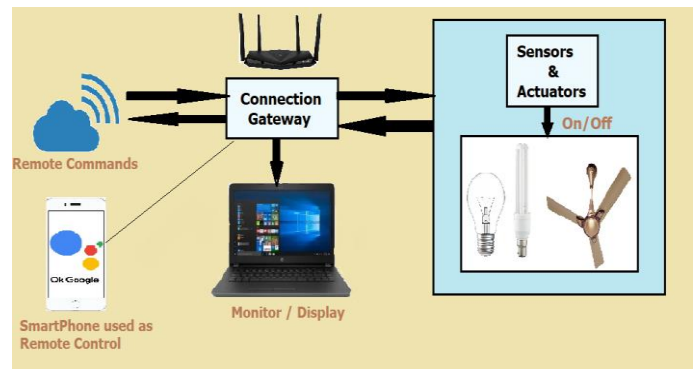 Sensors
&
Actuators
On/Off
Connection
Gateway
Remote Commands
Ok Google
Monitor / Display
SmartPhone used as
Remote Control